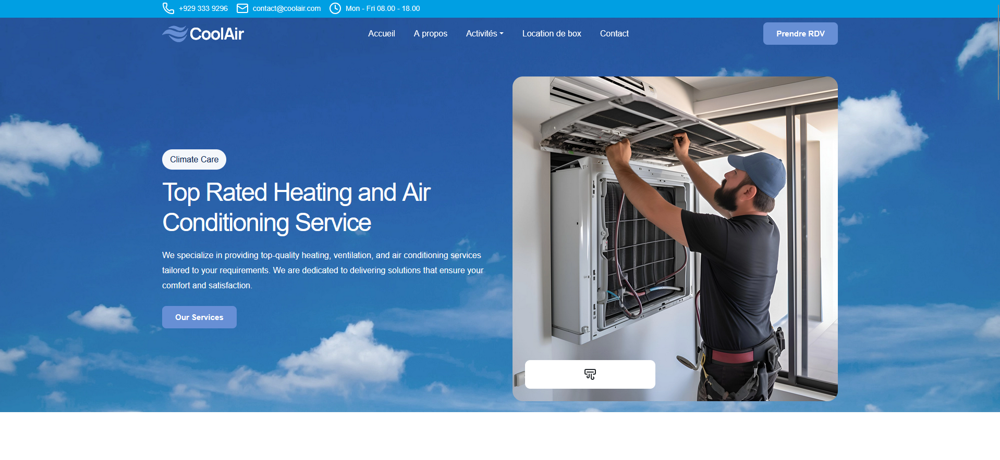 +929 333 9296 contact@coolair.com Mon - Fri 08.00 - 18.00
CoolAir Accueil A propos Activités Location de box Contact Prendre RDV
Climate Care
Top Rated Heating and Air
Conditioning Service
We specialize in providing top-quality heating, ventilation, and air conditioning services
tailored to your requirements. We are dedicated to delivering solutions that ensure your
comfort and satisfaction.
Our Services